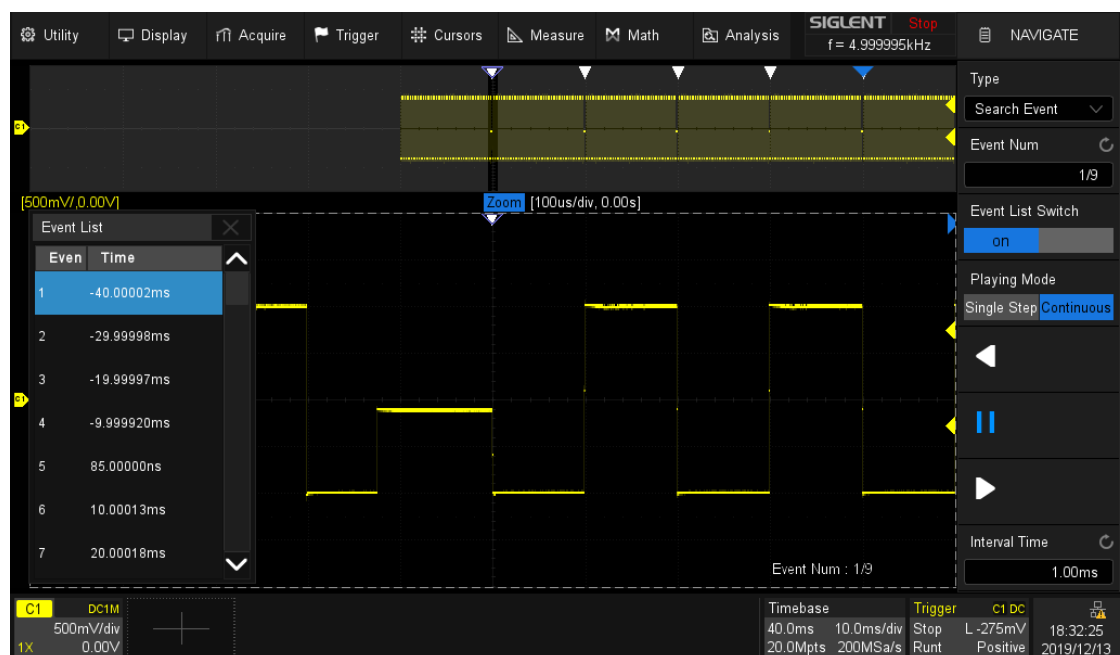 Utility Display Acquire Trigger Cursors Measure Math Analysis SIGLENT Stop NAVIGATE
f = 4.999995kHz
Type
Search Event
C1
Event Num
1/9
[500mV/,0.00V] Zoom [100us/div, 0.00s]
Event List Switch
on
Event List
Even Time
1 -40.00002ms
2 -29.99998ms
3 -19.99997ms
4 -9.999920ms
5 85.00000ns
6 10.00013ms
7 20.00018ms
C1
Playing Mode
Single Step Continuous
Event Num : 1/9
Interval Time
1.00ms
C1 DC1M
500mV/div
1X 0.00V
Timebase
40.0ms 10.0ms/div
20.0Mpts 200MSa/s
Trigger C1 DC
Stop L -275mV
Runt Positive
18:32:25
2019/12/13